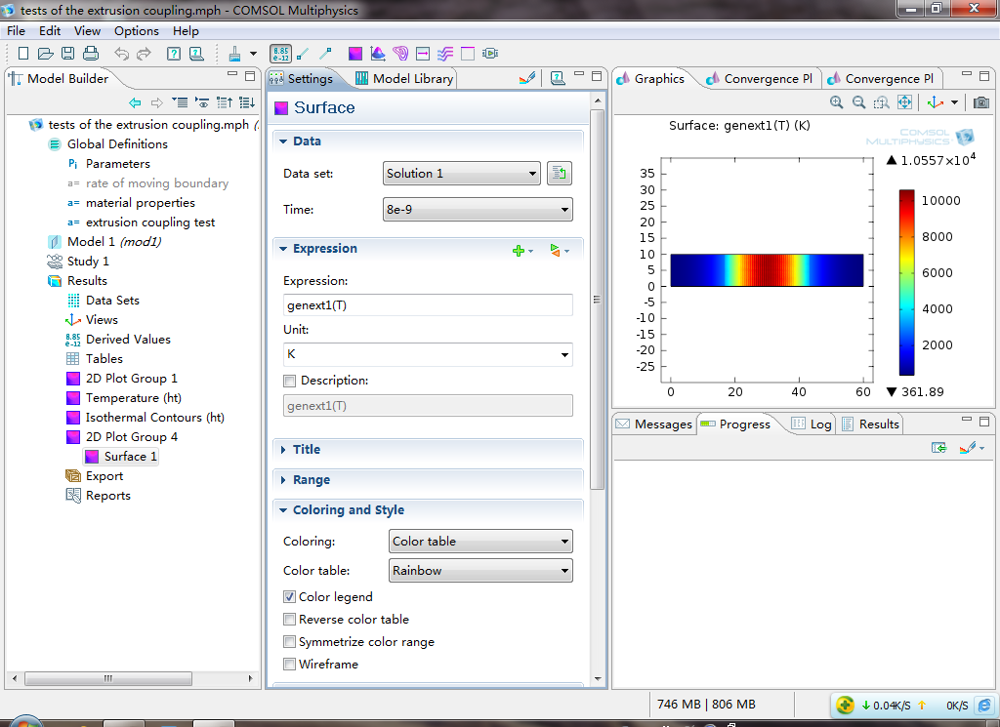 tests of the extrusion coupling.mph - COMSOL Multiphysics
File Edit View Options Help
8.85
e-12
Model Builder
tests of the extrusion coupling.mph (
Global Definitions
Pi Parameters
a= rate of moving boundary
a= material properties
a= extrusion coupling test
Model 1 (mod1)
Study 1
Results
Data Sets
Views
8.85
e-12 Derived Values
Tables
2D Plot Group 1
Temperature (ht)
Isothermal Contours (ht)
2D Plot Group 4
Surface 1
Export
Reports
Settings Model Library
Surface
Data
Data set: Solution 1
Time: 8e-9
Expression
Expression:
genext1(T)
Unit:
K
Description:
genext1(T)
Title
Range
Coloring and Style
Coloring: Color table
Color table: Rainbow
Color legend
Reverse color table
Symmetrize color range
Wireframe
Graphics Convergence Pl Convergence Pl
Surface: genext1(T) (K)
COMSOL
MULTIPHYSICS
▲ 1.0557×10⁴
35
30
25
20
15
10
5
0
-5
-10
-15
-20
-25
0 20 40 60
10000
8000
6000
4000
2000
▼ 361.89
Messages Progress Log Results
746 MB | 806 MB
0.04K/S 0K/S